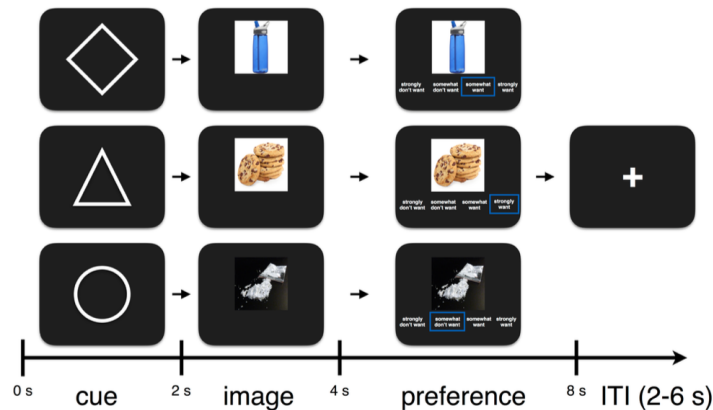 strongly don't want
somewhat don't want
somewhat want
strongly want
strongly don't want
somewhat don't want
somewhat want
strongly want
+
strongly don't want
somewhat don't want
somewhat want
strongly want
0 s
cue
2 s
image
4 s
preference
8 s
ITI (2-6 s)